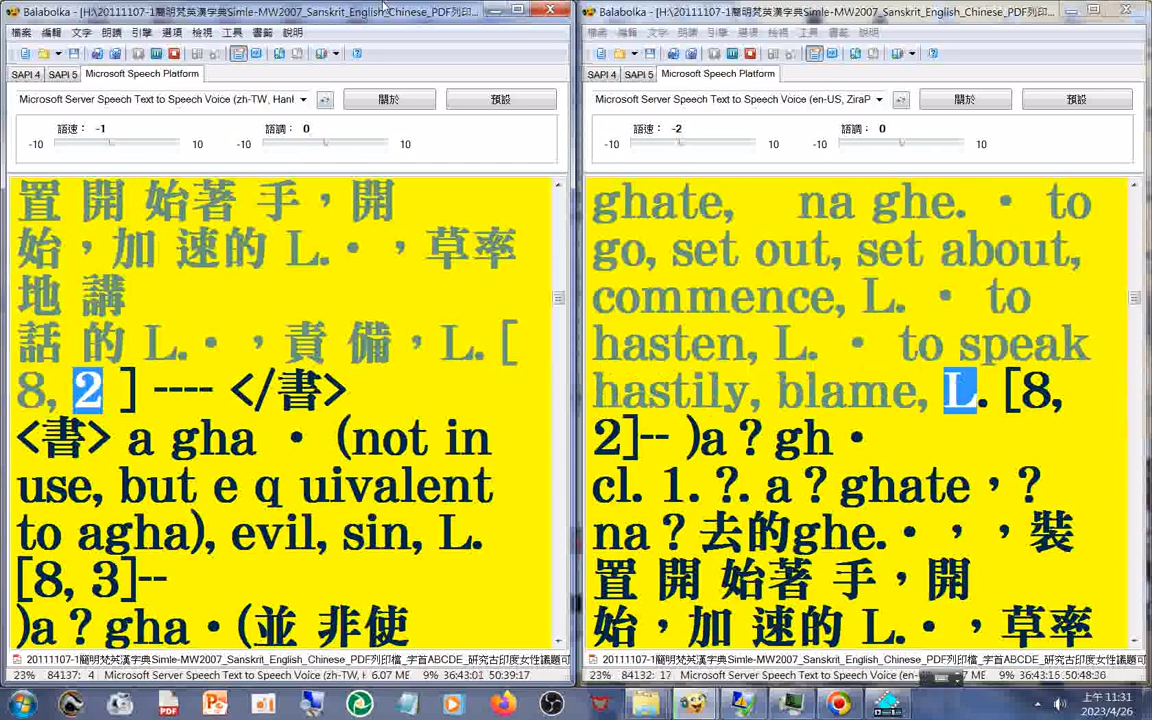 Balabolka - [H:\20111107-1簡明梵英漢字典Simle-MW2007_Sanskrit_English_Chinese_PDF列印...
檔案 編輯 文字 朗讀 引擎 選項 檢視 工具 書籤 說明
SAPI 4 SAPI 5 Microsoft Speech Platform
Microsoft Server Speech Text to Speech Voice (zh-TW, Hanl
關於 預設
語速： -1 語調： 0
-10 10 -10 10
置 開 始著 手，開
始，加 速的 L.•，草率
地 講
話 的 L.•，責 備，L. [
8, 2 ] ---- </書>
<書> a gha • (not in
use, but e q uivalent
to agha), evil, sin, L.
[8, 3]--
)a ? gha •(並 非使
20111107-1簡明梵英漢字典Simle-MW2007_Sanskrit_English_Chinese_PDF列印檔_字首ABCDE_研究古印度女性議題可
23% 84137: 4 Microsoft Server Speech Text to Speech Voice (zh-TW, H 6.07 ME 9% 36:43:01 50:39:17
Balabolka - [H:\20111107-1簡明梵英漢字典Simle-MW2007_Sanskrit_English_Chinese_PDF列印...
檔案 編輯 文字 朗讀 引擎 選項 檢視 工具 書籤 說明
SAPI 4 SAPI 5 Microsoft Speech Platform
Microsoft Server Speech Text to Speech Voice (en-US, ZiraP
關於 預設
語速： -2 語調： 0
-10 10 -10 10
ghate, na ghe. • to
go, set out, set about,
commence, L. • to
hasten, L. • to speak
hastily, blame, L. [8,
2]-- )a ? gh •
cl. 1. ?. a ? ghate，?
na ? 去的ghe.•，，裝
置 開 始著 手，開
始，加 速的 L.•，草率
20111107-1簡明梵英漢字典Simle-MW2007_Sanskrit_English_Chinese_PDF列印檔_字首ABCDE_研究古印度女性議題可
23% 84132: 17 Microsoft Server Speech Text to Speech Voice 9% 36:43:15 50:48:36
上午 11:31
2023/4/26